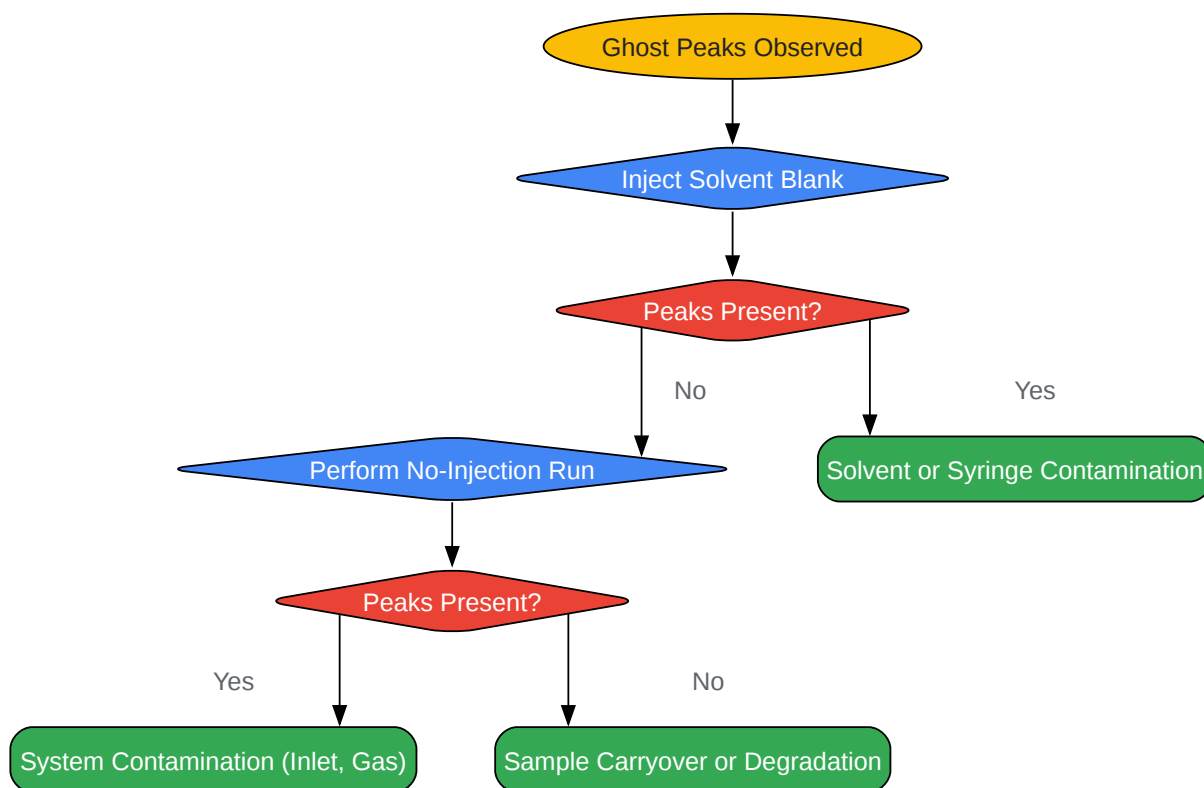 Ghost Peaks Observed
Inject Solvent Blank
Peaks Present?
No
Yes
Perform No-Injection Run
Solvent or Syringe Contamination
Peaks Present?
Yes
No
System Contamination (Inlet, Gas)
Sample Carryover or Degradation